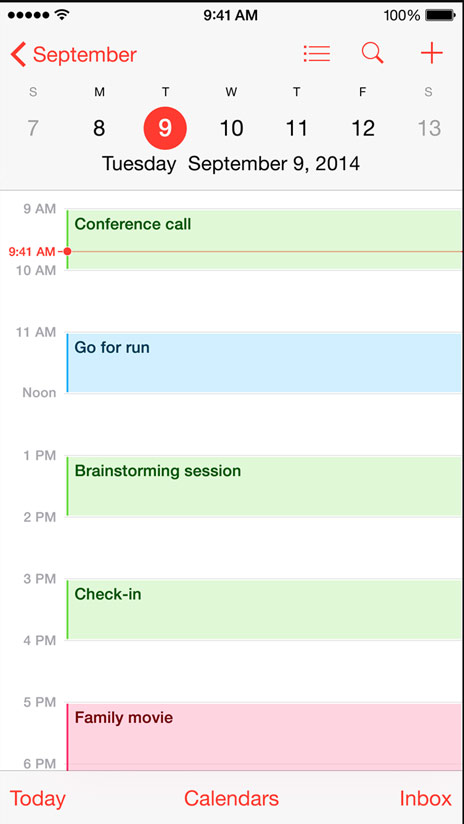 9:41 AM 100%
September
S M T W T F S
7 8 9 10 11 12 13
Tuesday September 9, 2014
9 AM
Conference call
9:41 AM
10 AM
11 AM
Go for run
Noon
1 PM
Brainstorming session
2 PM
3 PM
Check-in
4 PM
5 PM
Family movie
6 PM
Today Calendars Inbox